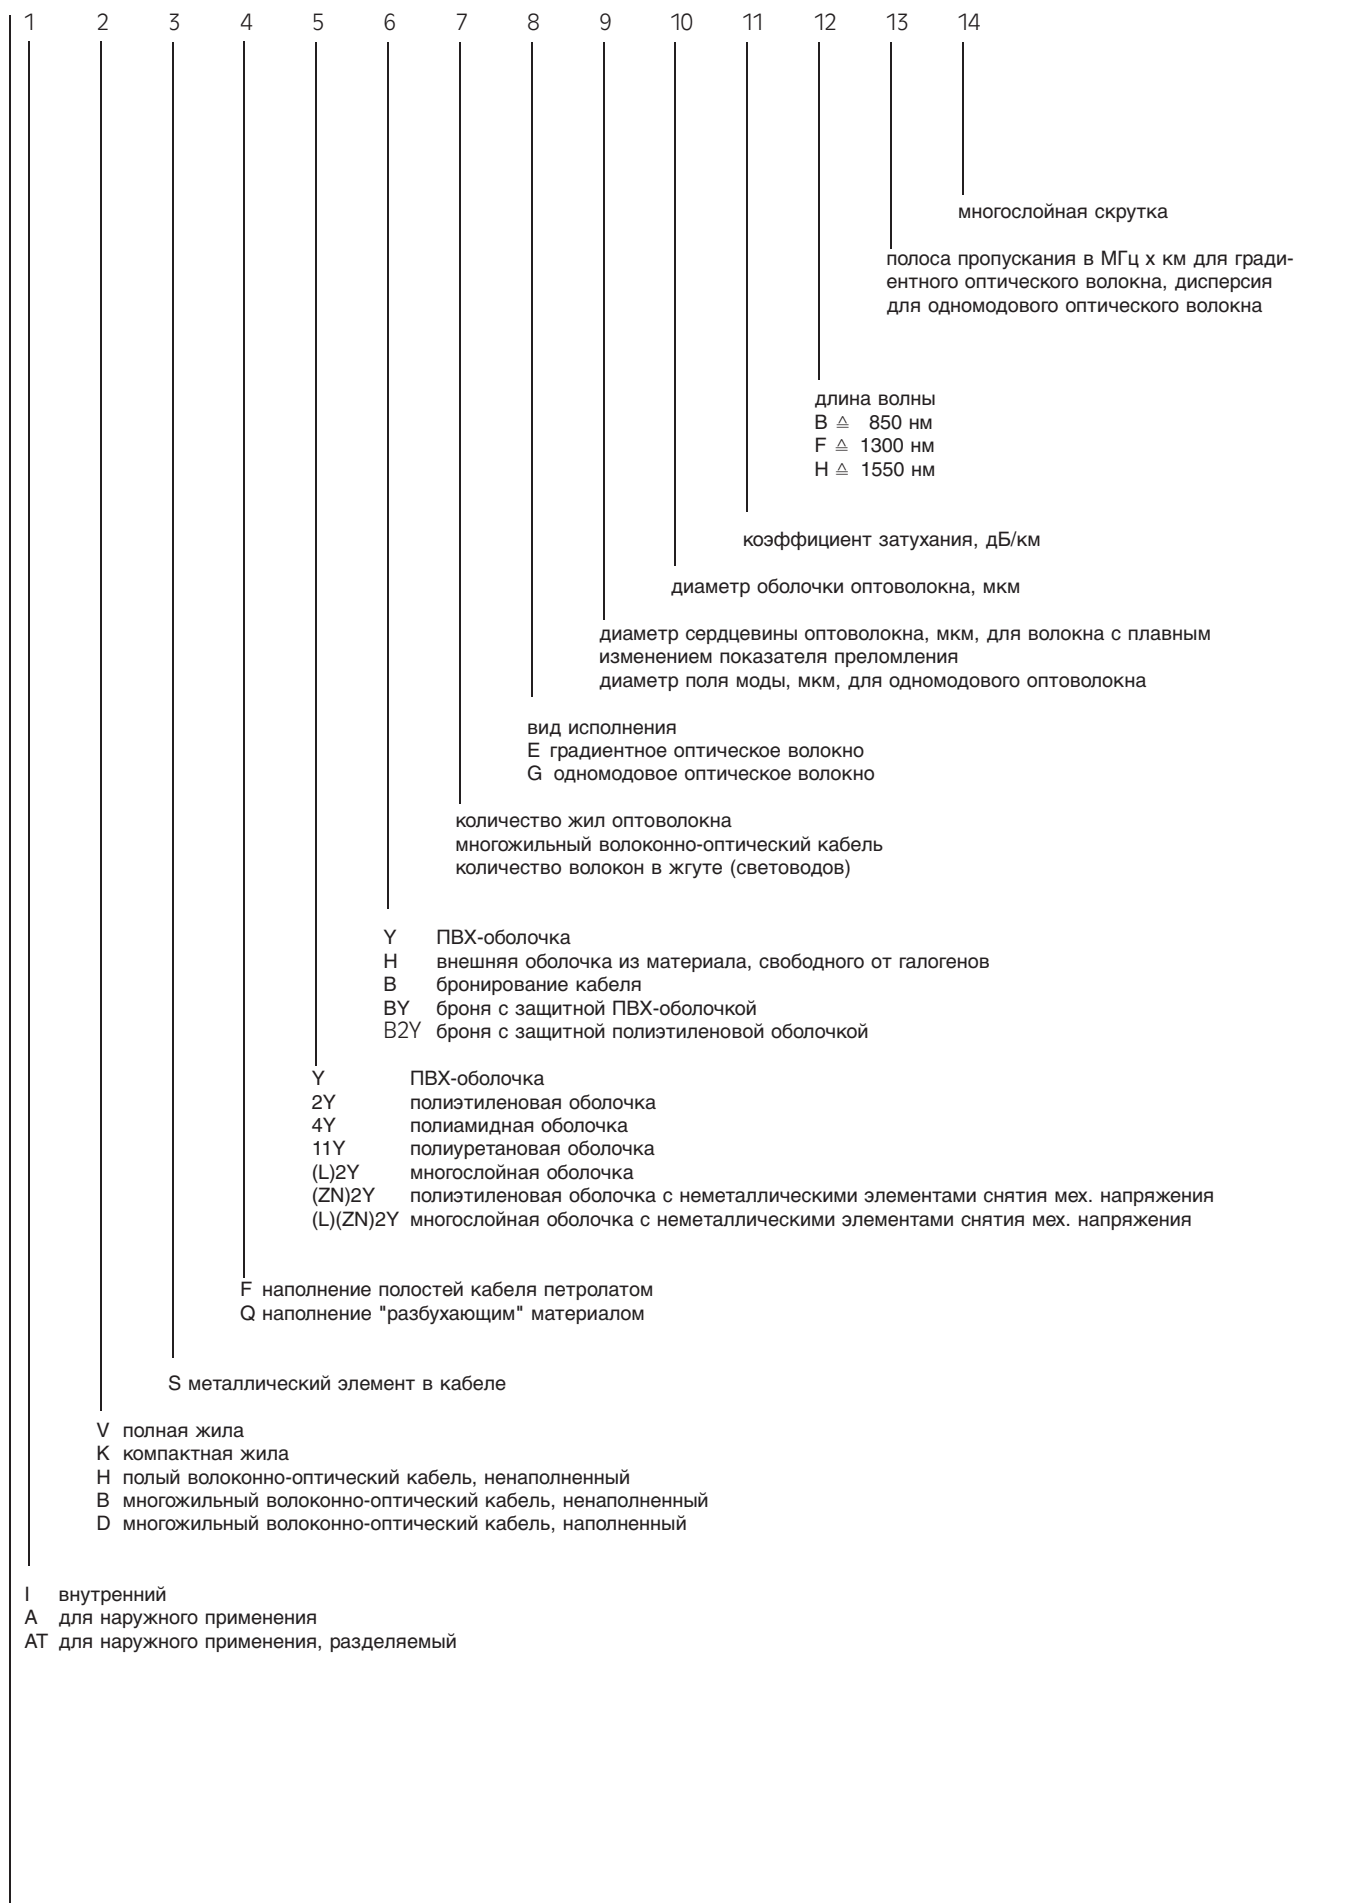 1 2 3 4 5 6 7 8 9 10 11 12 13 14
многослойная скрутка
полоса пропускания в МГц х км для гради-
ентного оптического волокна, дисперсия
для одномодового оптического волокна
длина волны
B ≙ 850 нм
F ≙ 1300 нм
H ≙ 1550 нм
коэффициент затухания, дБ/км
диаметр оболочки оптоволокна, мкм
диаметр сердцевины оптоволокна, мкм, для волокна с плавным
изменением показателя преломления
диаметр поля моды, мкм, для одномодового оптоволокна
вид исполнения
E градиентное оптическое волокно
G одномодовое оптическое волокно
количество жил оптоволокна
многожильный волоконно-оптический кабель
количество волокон в жгуте (световодов)
Y ПВХ-оболочка
H внешняя оболочка из материала, свободного от галогенов
B бронирование кабеля
BY броня с защитной ПВХ-оболочкой
B2Y броня с защитной полиэтиленовой оболочкой
Y ПВХ-оболочка
2Y полиэтиленовая оболочка
4Y полиамидная оболочка
11Y полиуретановая оболочка
(L)2Y многослойная оболочка
(ZN)2Y полиэтиленовая оболочка с неметаллическими элементами снятия мех. напряжения
(L)(ZN)2Y многослойная оболочка с неметаллическими элементами снятия мех. напряжения
F наполнение полостей кабеля петролатом
Q наполнение "разбухающим" материалом
S металлический элемент в кабеле
V полная жила
K компактная жила
H полый волоконно-оптический кабель, ненаполненный
B многожильный волоконно-оптический кабель, ненаполненный
D многожильный волоконно-оптический кабель, наполненный
I внутренний
A для наружного применения
AT для наружного применения, разделяемый